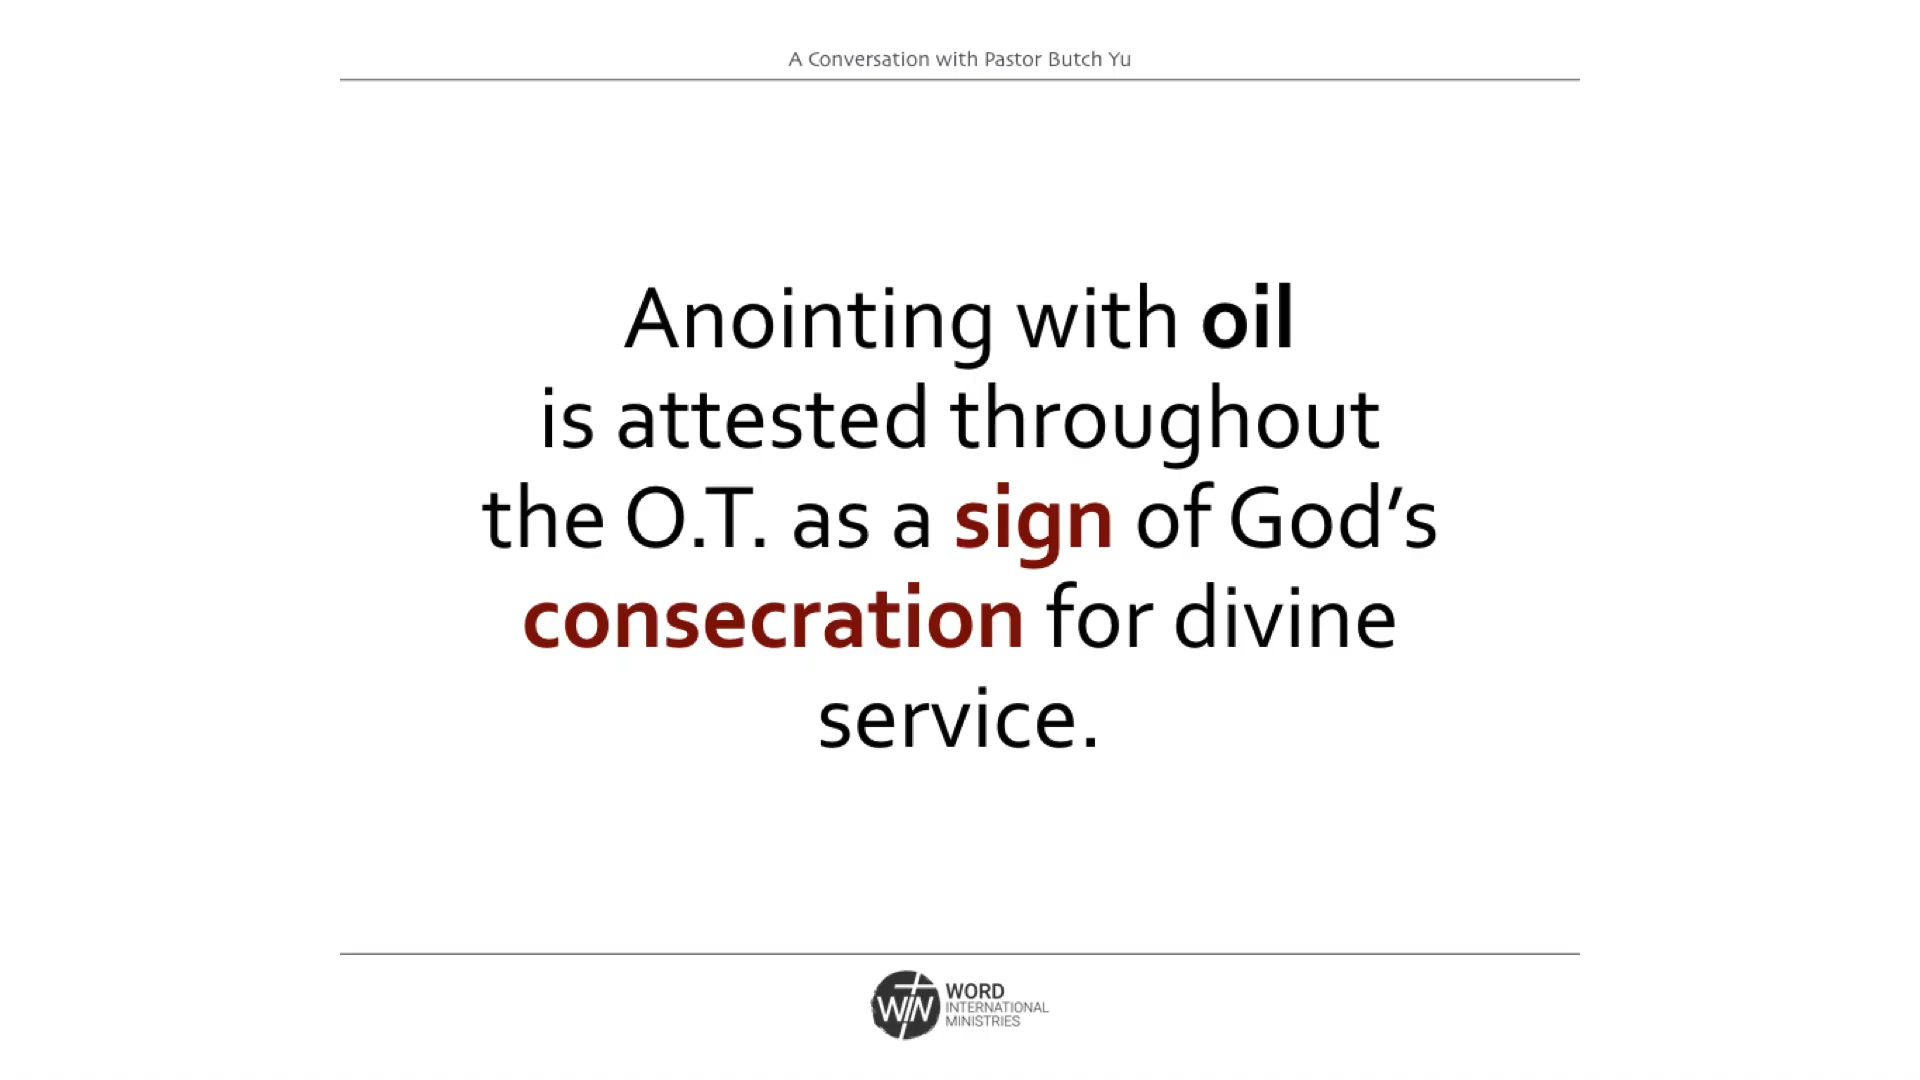 A Conversation with Pastor Butch Yu
Anointing with oil
is attested throughout
the O.T. as a sign of God’s
consecration for divine
service.
WIN
WORD
INTERNATIONAL
MINISTRIES